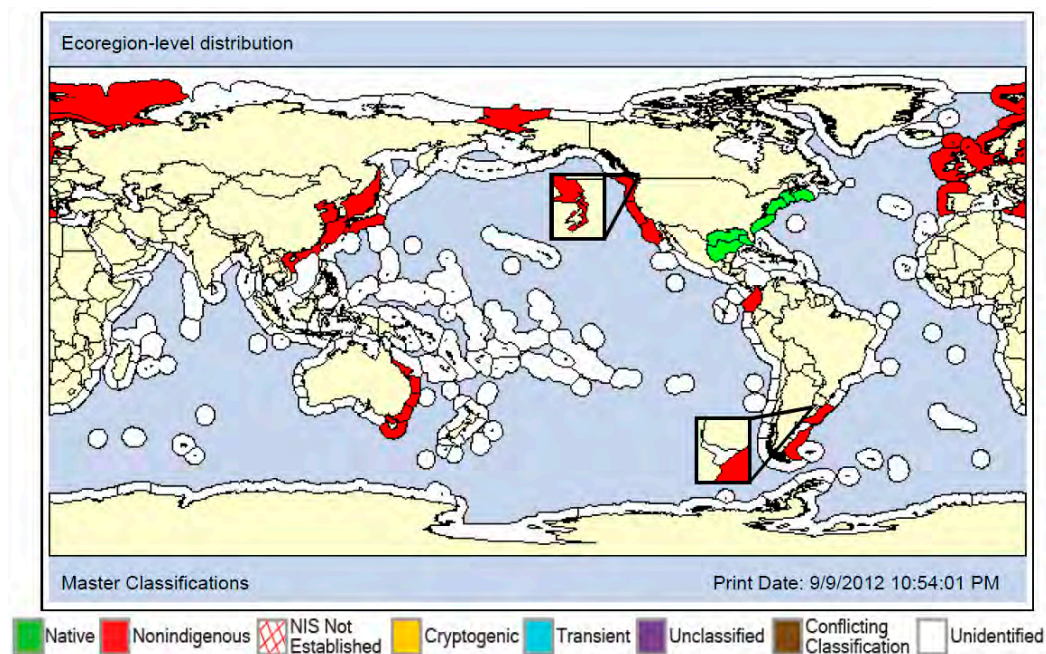 Ecoregion-level distribution
Master Classifications
Print Date: 9/9/2012 10:54:01 PM
Native
Nonindigenous
NIS Not
Established
Cryptogenic
Transient
Unclassified
Conflicting
Classification
Unidentified